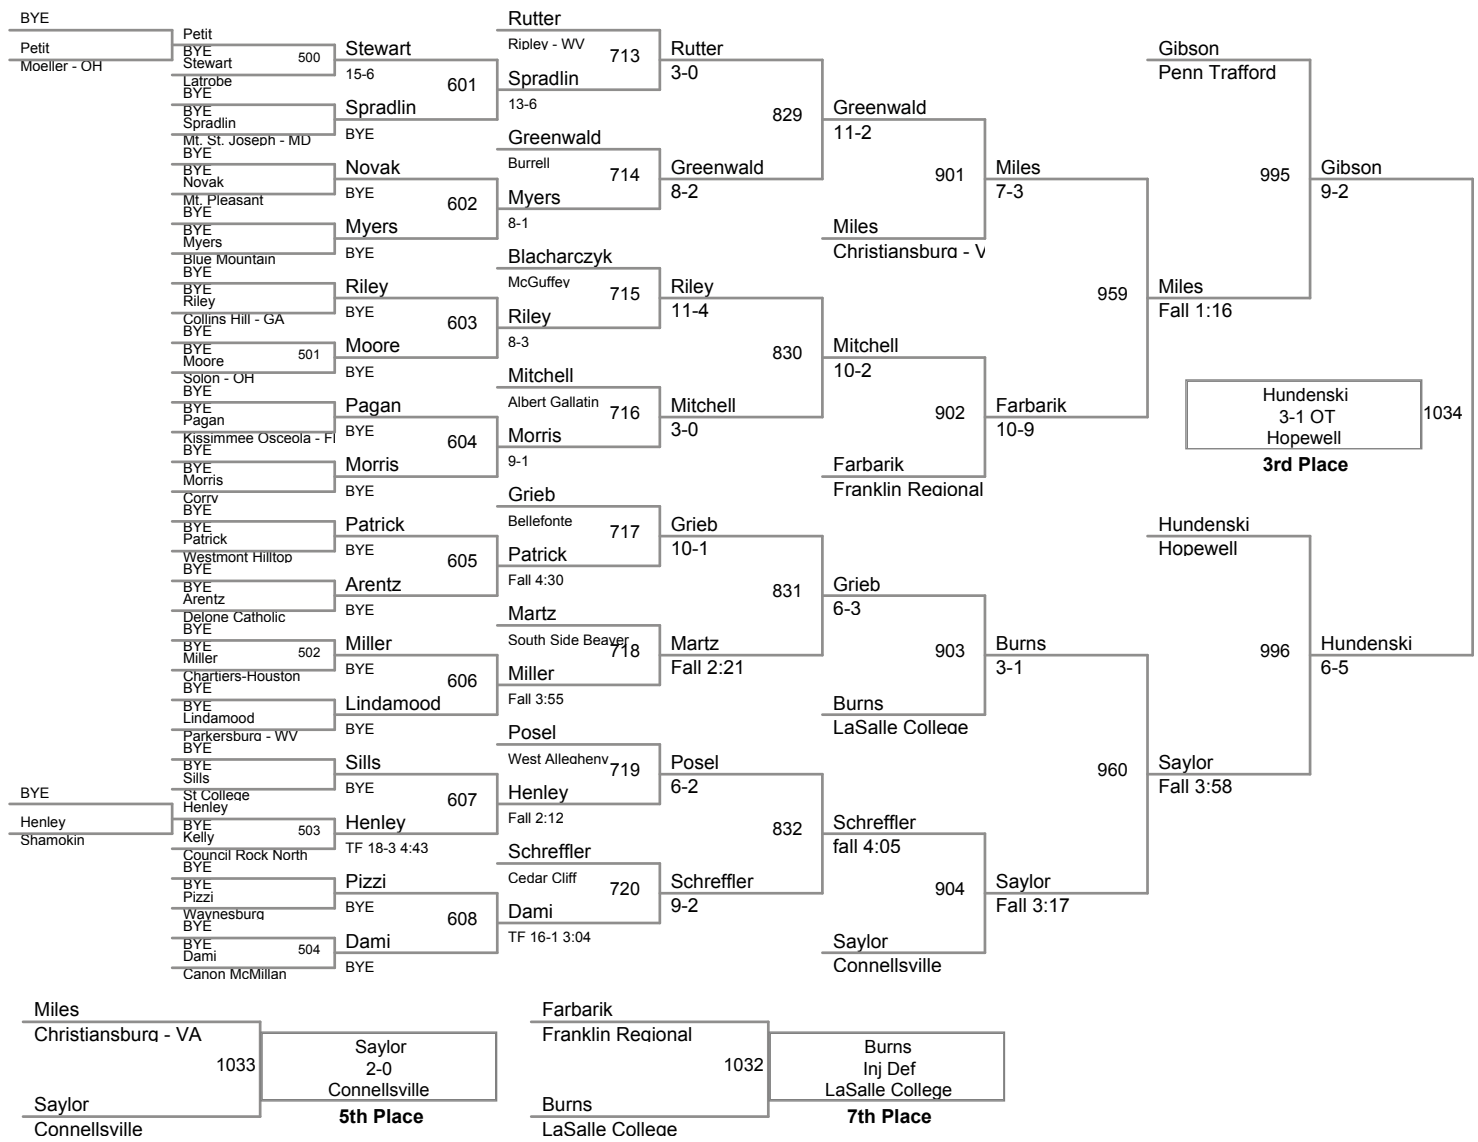 BYE
Petit
Moeller - OH
Petit
BYE
Stewart
500
Latrobe
BYE
BYE
Spradlin
Mt. St. Joseph - MD
BYE
BYE
Novak
Mt. Pleasant
BYE
BYE
Myers
Blue Mountain
BYE
BYE
Riley
Collins Hill - GA
BYE
BYE
Moore
501
Solon - OH
BYE
BYE
Pagan
Kissimmee Osceola - Fl
BYE
BYE
Morris
Corry
BYE
BYE
Patrick
Westmont Hilltop
BYE
BYE
Arentz
Delone Catholic
BYE
BYE
Miller
502
Chartiers-Houston
BYE
BYE
Lindamood
Parkersburg - WV
BYE
BYE
Sills
St College
BYE
Henley
Shamokin
Henley
BYE
Kelly
503
Council Rock North
BYE
BYE
Pizzi
Waynesburg
BYE
BYE
Dami
504
Canon McMillan
Stewart
15-6
601
Spradlin
BYE
Novak
BYE
602
Myers
BYE
Riley
BYE
603
Moore
BYE
Pagan
BYE
604
Morris
BYE
Patrick
BYE
605
Arentz
BYE
Miller
BYE
606
Lindamood
BYE
Sills
BYE
607
Henley
TF 18-3 4:43
Pizzi
BYE
608
Dami
BYE
Rutter
Ripley - WV
713
Spradlin
13-6
Greenwald
Burrell
714
Myers
8-1
Blacharczyk
McGuffey
715
Riley
8-3
Mitchell
Albert Gallatin
716
Morris
9-1
Grieb
Bellefonte
717
Patrick
Fall 4:30
Martz
South Side Beaver
718
Miller
Fall 3:55
Posel
West Allegheny
719
Henley
Fall 2:12
Schreffler
Cedar Cliff
720
Dami
TF 16-1 3:04
Rutter
3-0
829
Greenwald
8-2
Riley
11-4
830
Mitchell
3-0
Grieb
10-1
831
Martz
Fall 2:21
Posel
6-2
832
Schreffler
9-2
Greenwald
11-2
901
Miles
Christiansburg - V
Mitchell
10-2
902
Farbarik
Franklin Regional
Grieb
6-3
903
Burns
LaSalle College
Schreffler
fall 4:05
904
Saylor
Connellsville
Miles
7-3
959
Farbarik
10-9
Burns
3-1
960
Saylor
Fall 3:17
Gibson
Penn Trafford
995
Miles
Fall 1:16
Hundenski
Hopewell
996
Saylor
Fall 3:58
Gibson
9-2
Hundenski
3-1 OT
Hopewell
1034
3rd Place
Hundenski
6-5
Miles
Christiansburg - VA
1033
Saylor
Connellsville
Saylor
2-0
Connellsville
5th Place
Farbarik
Franklin Regional
1032
Burns
LaSalle College
Burns
Inj Def
LaSalle College
7th Place